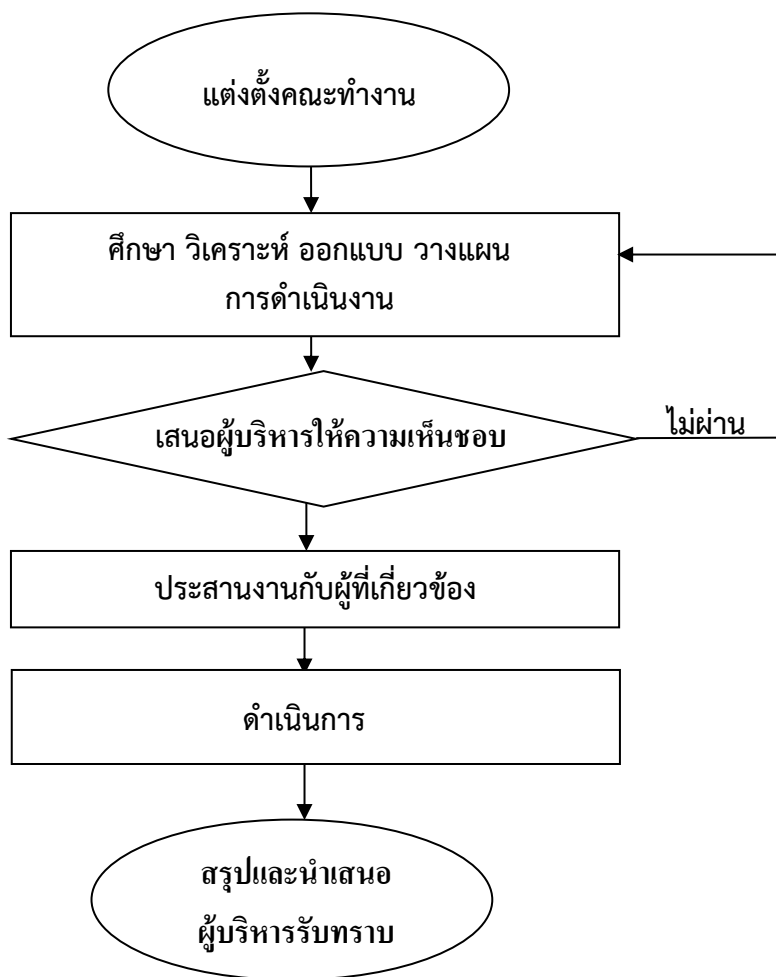 แต่งตั้งคณะทำงาน
ศึกษา วิเคราะห์ ออกแบบ วางแผน
การดำเนินงาน
เสนอผู้บริหารให้ความเห็นชอบ
ไม่ผ่าน
ประสานงานกับผู้ที่เกี่ยวข้อง
ดำเนินการ
สรุปและนำเสนอ
ผู้บริหารรับทราบ